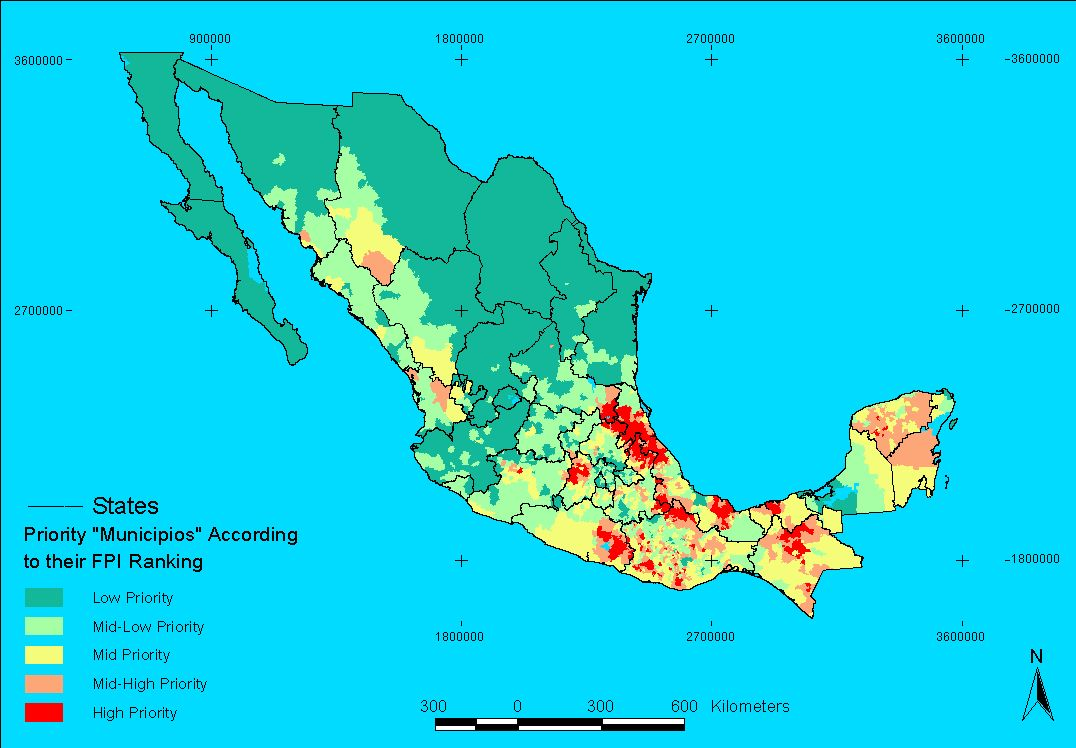 900000 1800000 2700000 3600000
3600000 -3600000
2700000 -2700000
States
Priority "Municipios" According
to their FPI Ranking
-1800000
Low Priority
Mid-Low Priority
1800000 2700000 3600000
Mid Priority
N
Mid-High Priority
High Priority
300 0 300 600 Kilometers